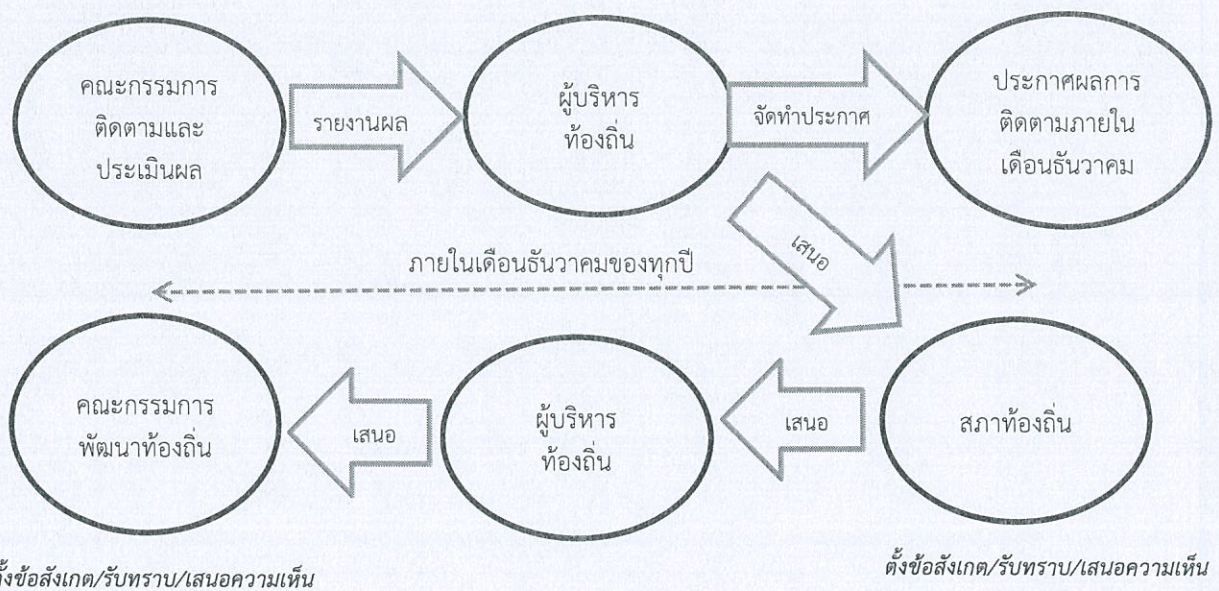 คณะกรรมการ
ติดตามและ
ประเมินผล
รายงานผล
ผู้บริหาร
ท้องถิ่น
จัดทำประกาศ
ประกาศผลการ
ติดตามภายใน
เดือนธันวาคม
เสนอ
ภายในเดือนธันวาคมของทุกปี
คณะกรรมการ
พัฒนาท้องถิ่น
เสนอ
ผู้บริหาร
ท้องถิ่น
เสนอ
สภาท้องถิ่น
ตั้งข้อสังเกต/รับทราบ/เสนอความเห็น
ตั้งข้อสังเกต/รับทราบ/เสนอความเห็น